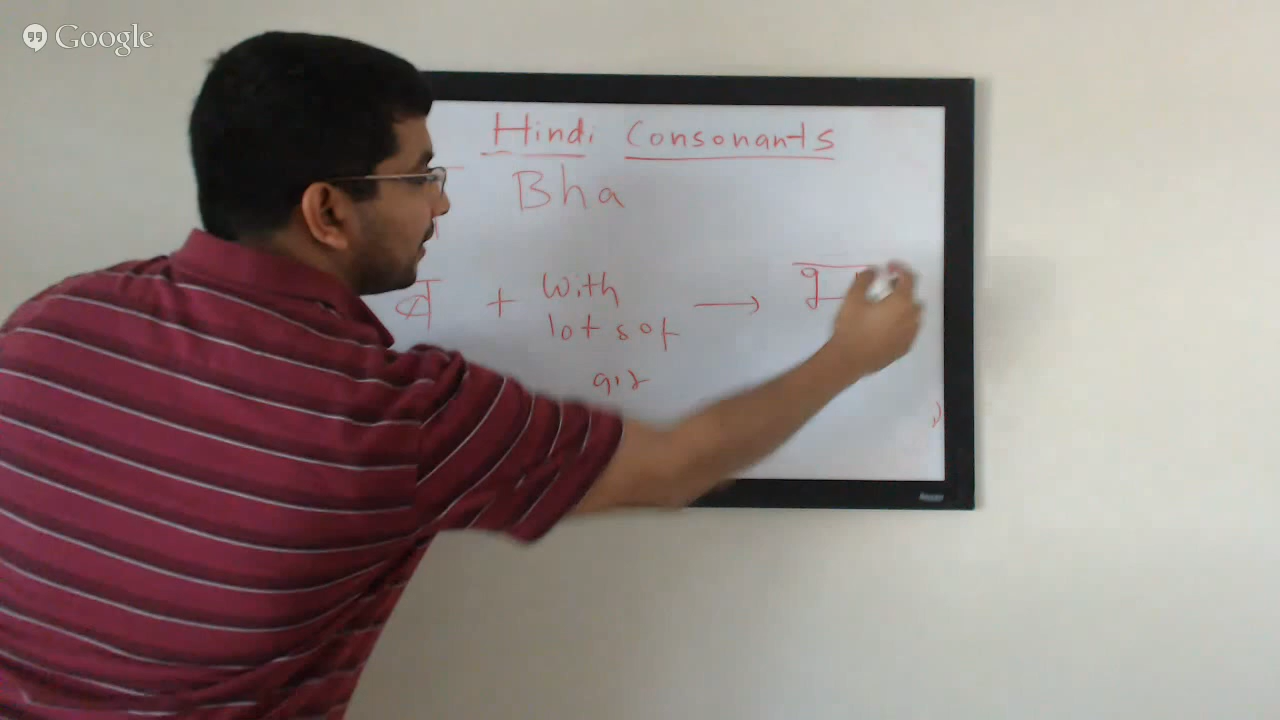 Google
Hindi Consonants
Bha
ब + with → भ
lots of
air